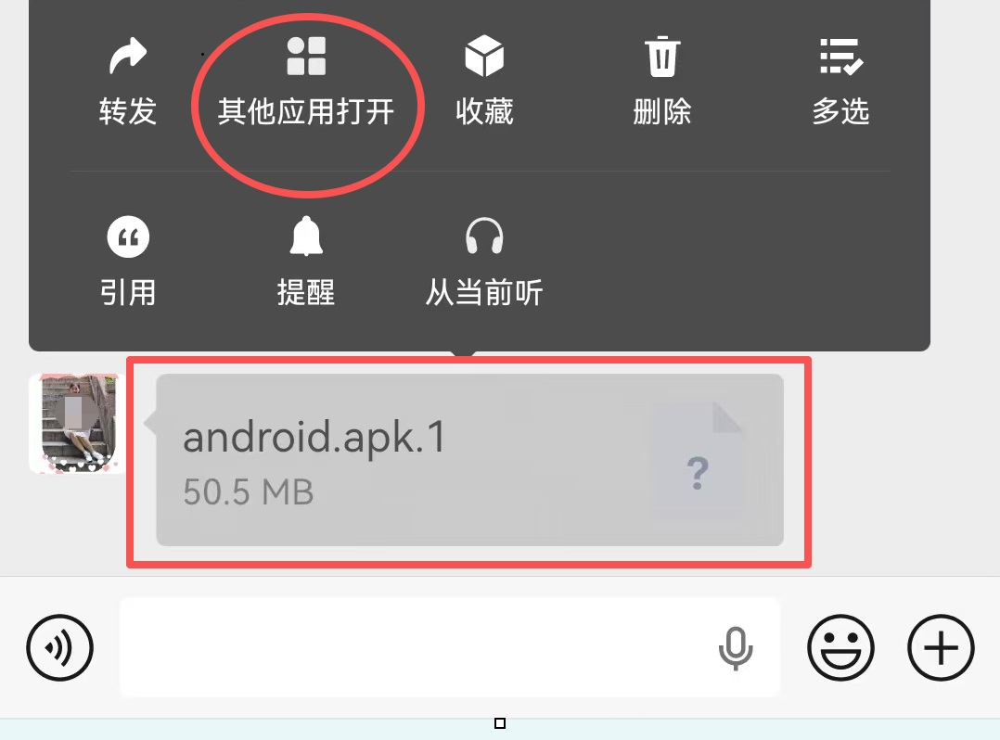 转发
其他应用打开
收藏
删除
多选
引用
提醒
从当前听
android.apk.1
50.5 MB
?